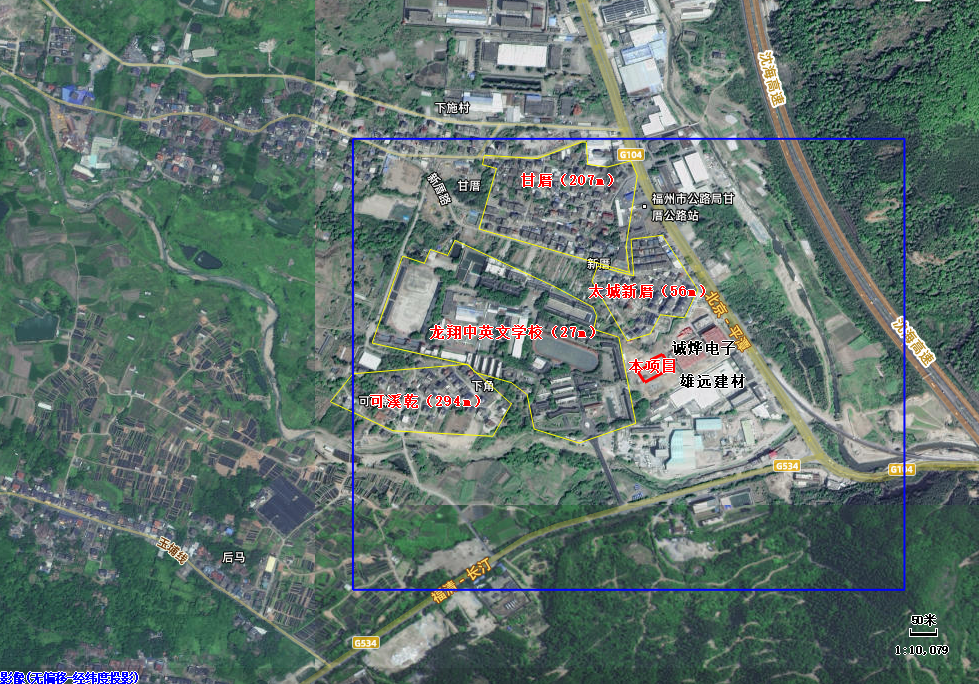 沈海高速
下施村
G104
甘厝（207m）
新厝路
甘厝
福州市公路局甘
厝公路站
新厝
太城新厝（56m）
北京－平潭
龙翔中英文学校（27m）
沈海高速
诚烨电子
本项目
雄远建材
下角
可
可溪乾（294m）
G534
G104
玉塘线
后马
福清－长汀
50米
1:10,079
G534
影像(无偏移-经纬度投影)